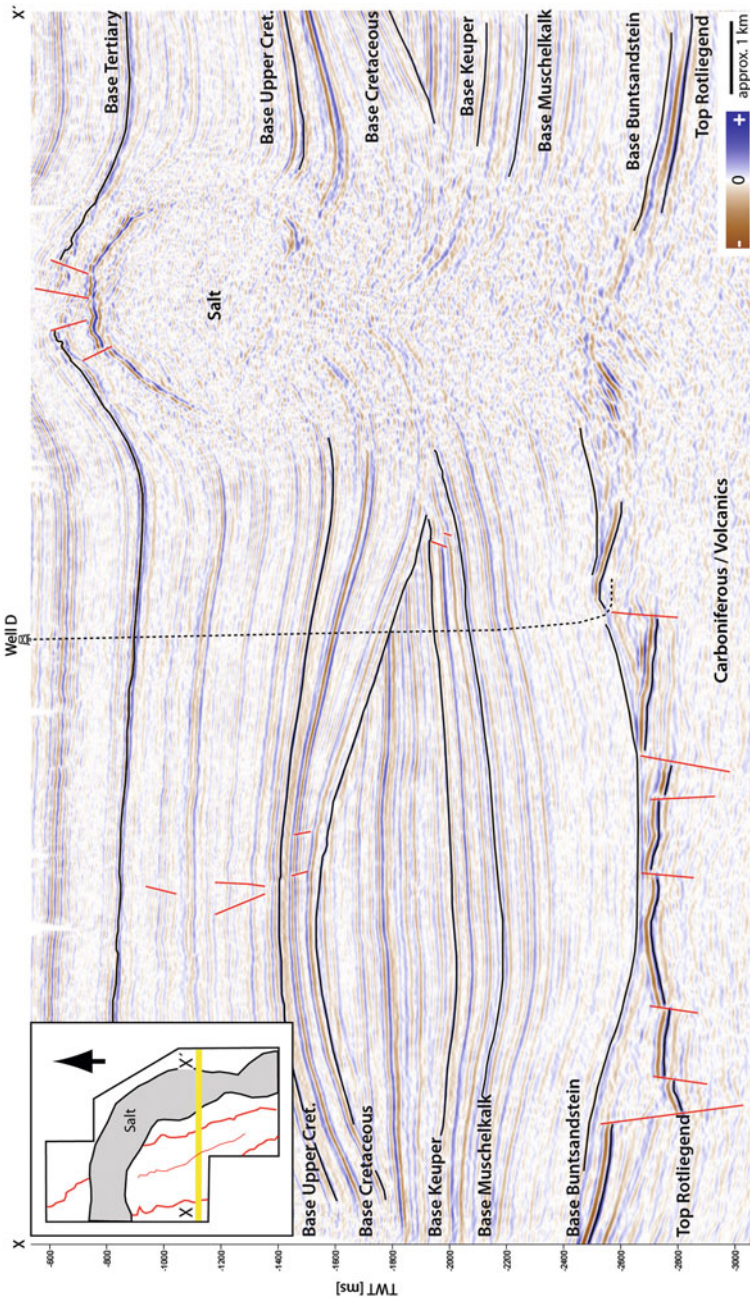 X
Well D
X'
Base Tertiary
Base Upper Cret.
Base Cretaceous
Base Keuper
Base Muschelkalk
Base Buntsandstein
Top Rotliegend
Salt
Carboniferous / Volcanics
Salt
X
X'
Base Upper Cret.
Base Cretaceous
Base Keuper
Base Muschelkalk
Base Buntsandstein
Top Rotliegend
TWT [ms]
-600
-800
-1000
-1200
-1400
-1600
-1800
-2000
-2200
-2400
-2600
-2800
-3000
- 0 +
approx. 1 km